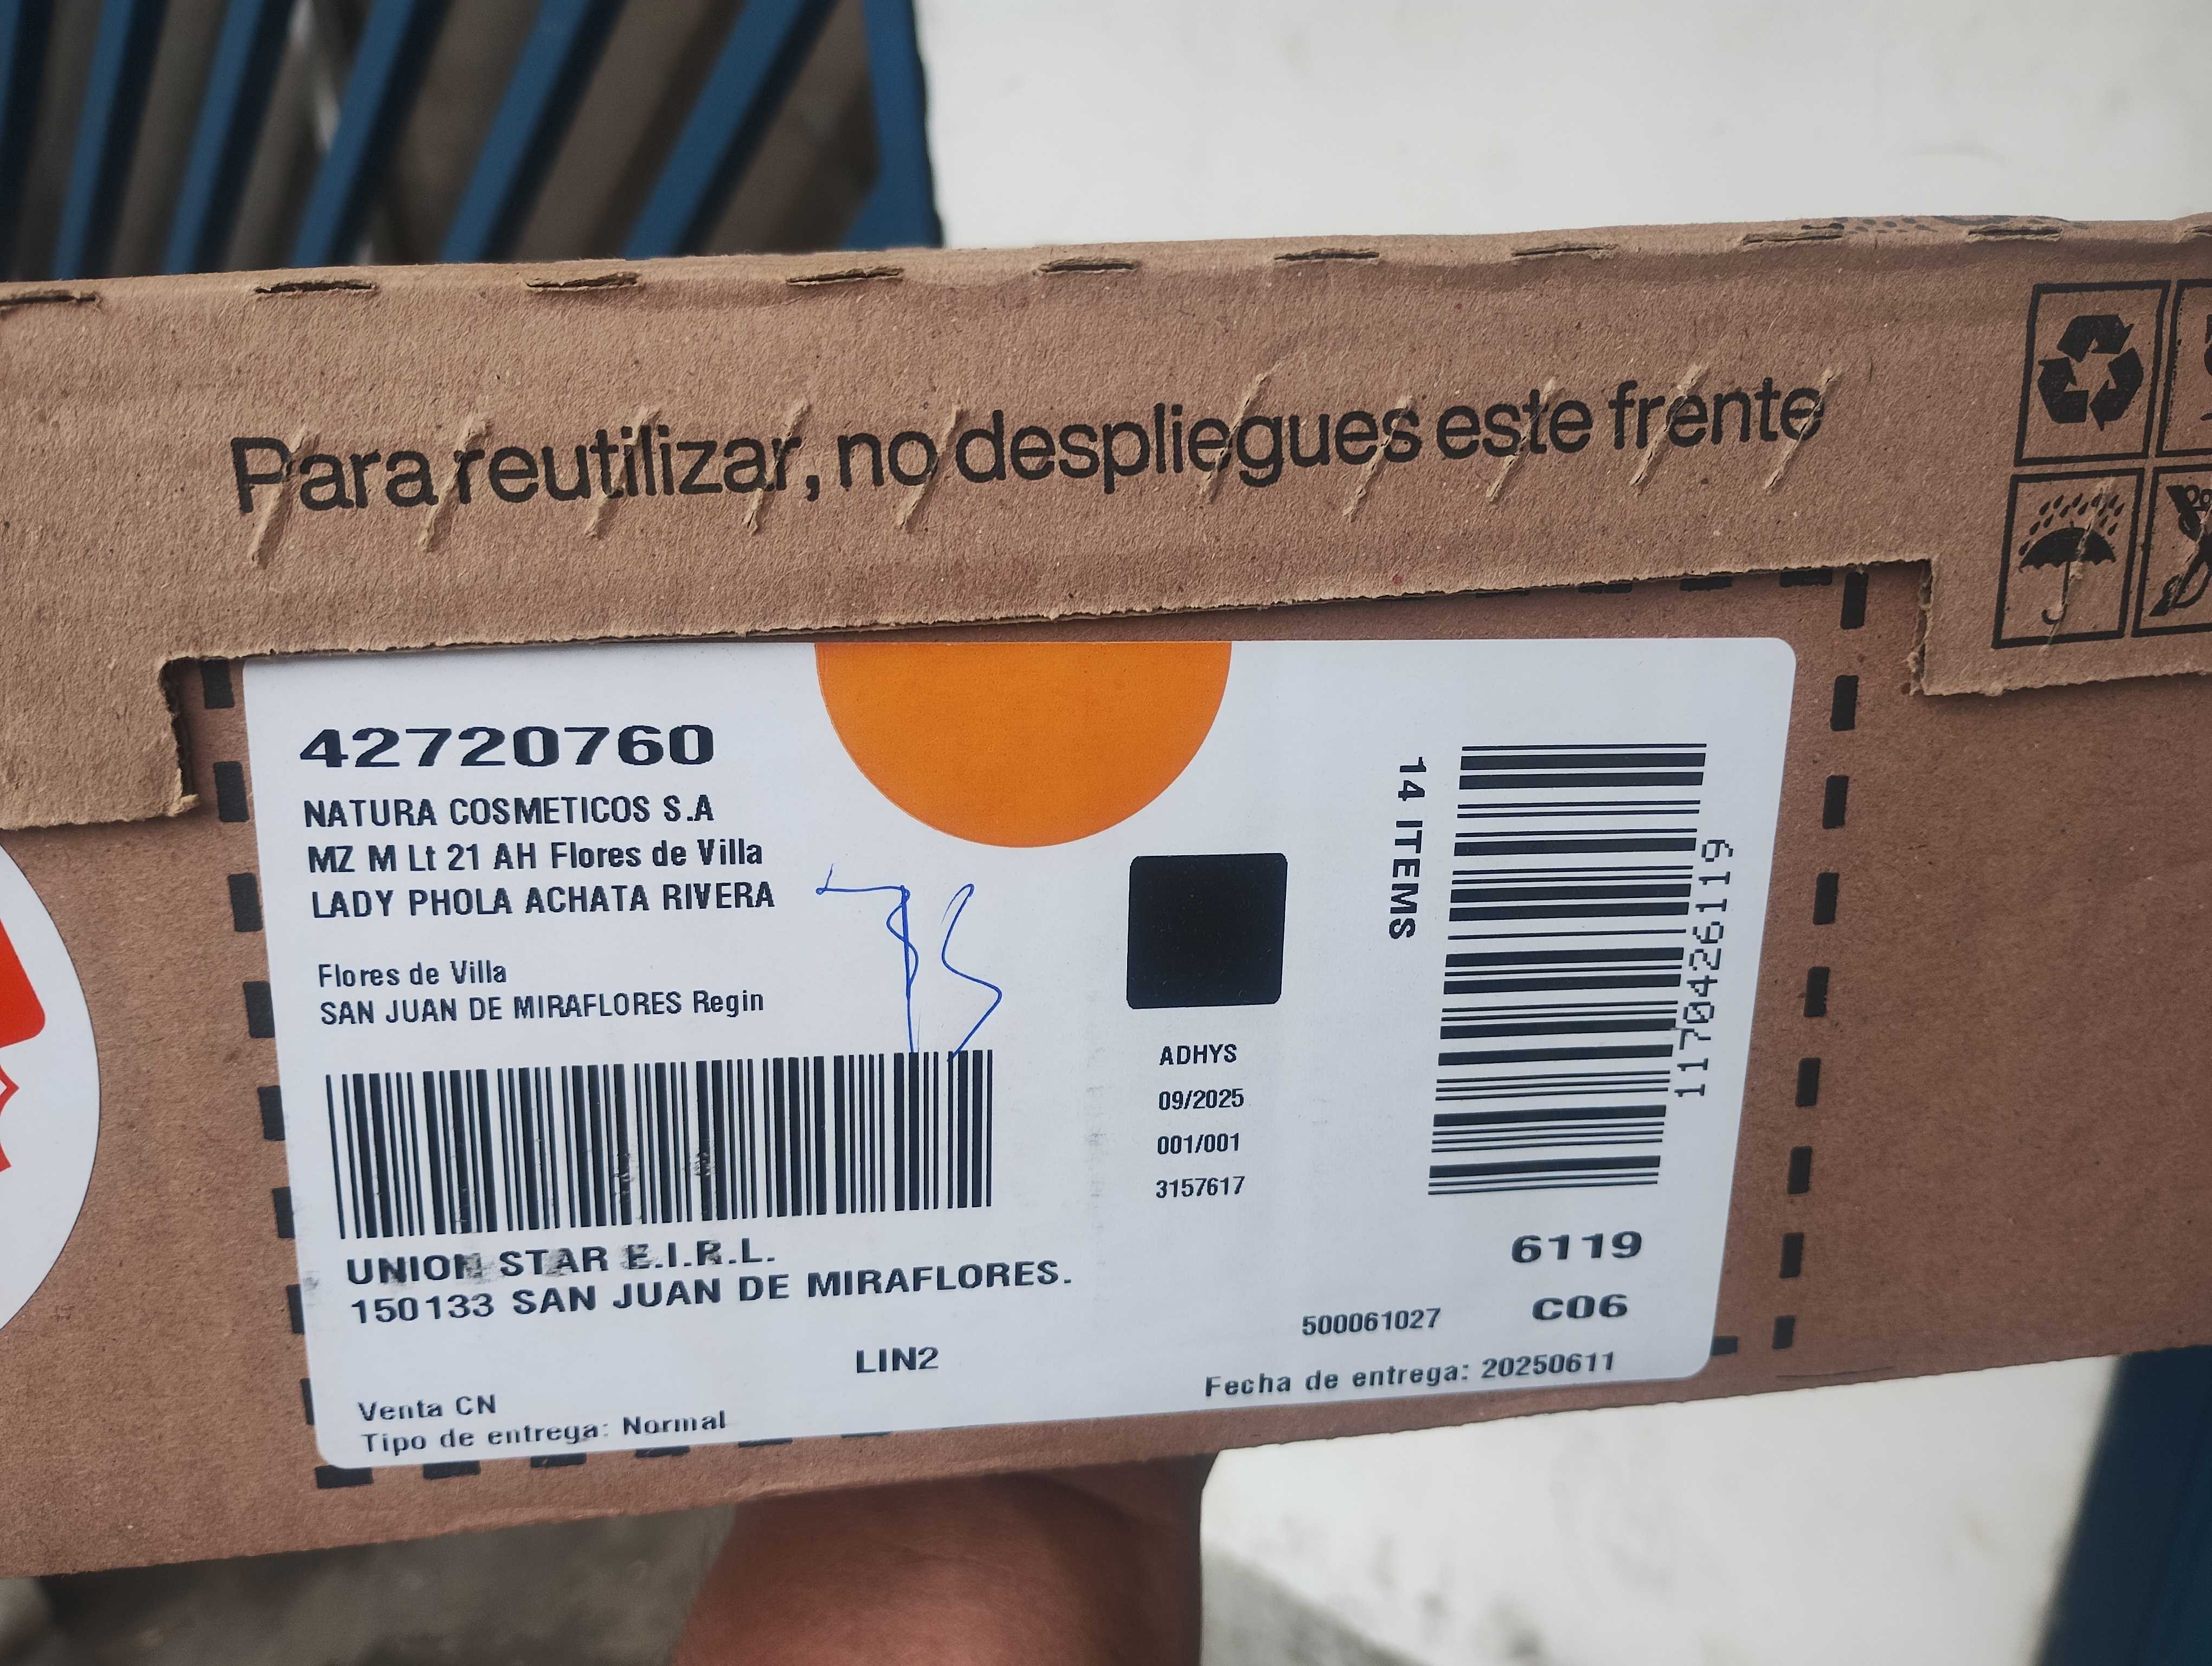 Para reutilizar, no despliegues este frente
42720760
NATURA COSMETICOS S.A
MZ M Lt 21 AH Flores de Villa
LADY PHOLA ACHATA RIVERA
Flores de Villa
SAN JUAN DE MIRAFLORES Regin
UNION STAR E.I.R.L.
150133 SAN JUAN DE MIRAFLORES.
LIN2
Venta CN
Tipo de entrega: Normal
ADHYS
09/2025
001/001
3157617
14 ITEMS
1170426119
6119
C06
500061027
Fecha de entrega: 20250611